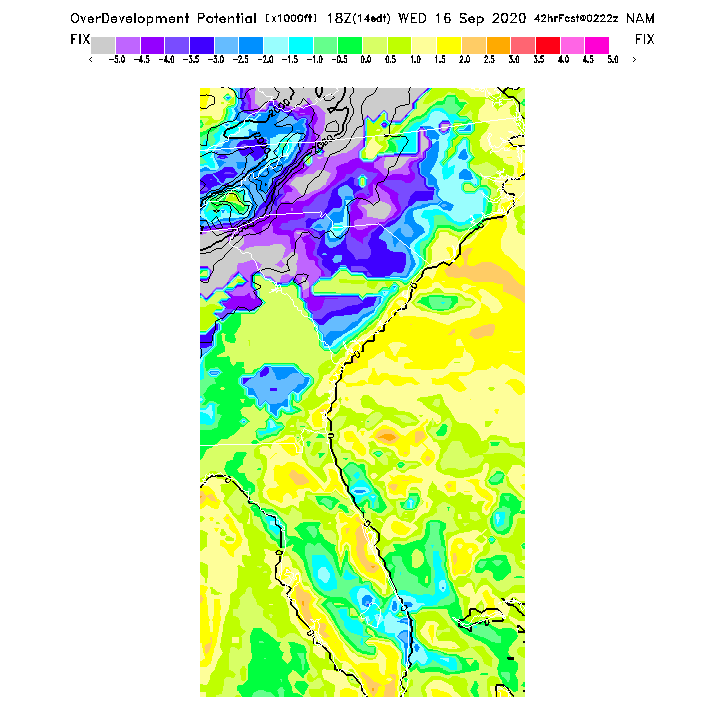 OverDevelopment Potential [x1000ft] 18Z(14edt) WED 16 Sep 2020 42hrFcst@0222z NAM
FIX FIX
< -5.0 -4.5 -4.0 -3.5 -3.0 -2.5 -2.0 -1.5 -1.0 -0.5 0.0 0.5 1.0 1.5 2.0 2.5 3.0 3.5 4.0 4.5 5.0 >